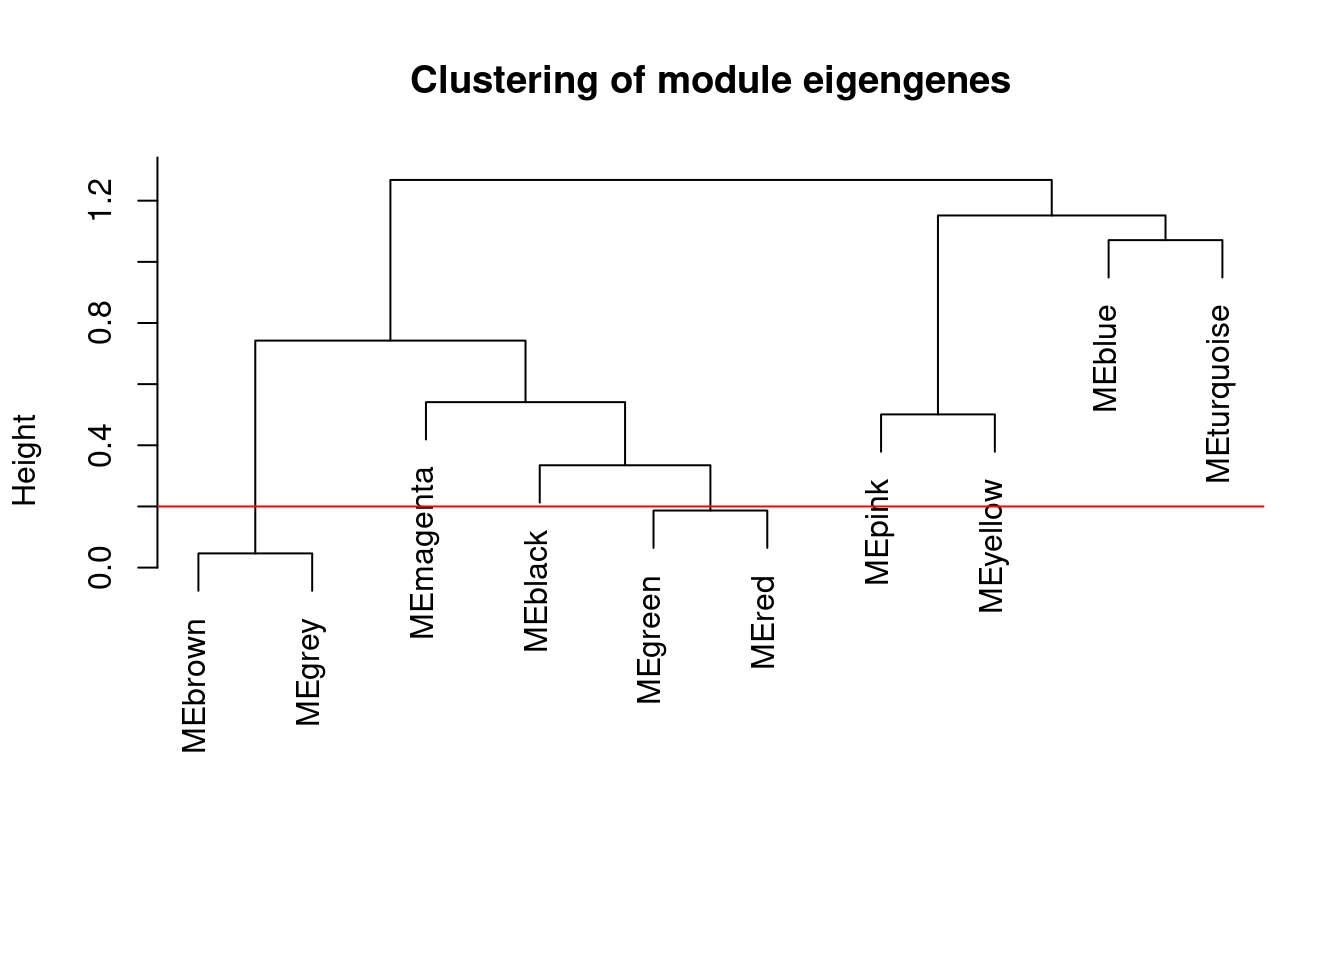 Clustering of module eigengenes
Height
1.2
0.8
0.4
0.0
MEbrown
MEgrey
MEmagenta
MEblack
MEgreen
MEred
MEpink
MEyellow
MEblue
MEturquoise